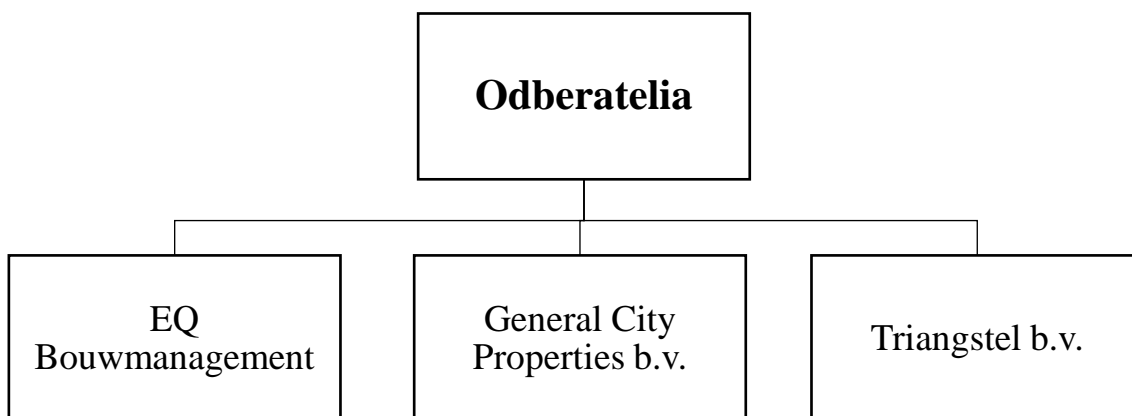 Odberatelia
EQ
Bouwmanagement
General City
Properties b.v.
Triangstel b.v.